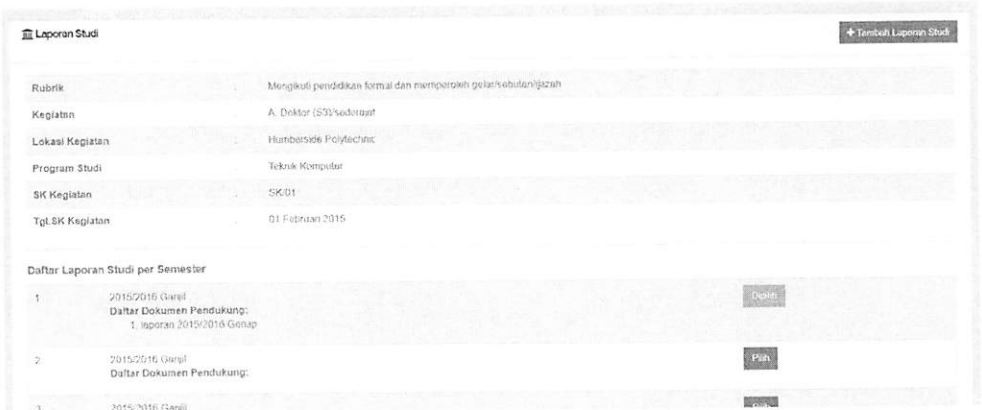 Laporan Studi
+ Tambah Laporan Studi
Rubrik : Mengikuti pendidikan formal dan memperoleh gelar/sebutan/ijazah
Kegiatan : A. Doktor (S3)/sederajat
Lokasi Kegiatan : Humberside Polytechnic
Program Studi : Teknik Komputer
SK Kegiatan : SK/01
Tgl.SK Kegiatan : 01 Februari 2015
Daftar Laporan Studi per Semester
1 2015/2016 Ganjil Dipilih
Daftar Dokumen Pendukung:
1. laporan 2015/2016 Genap
2 2015/2016 Ganjil Pilih
Daftar Dokumen Pendukung:
3 2015/2016 Ganjil Pilih